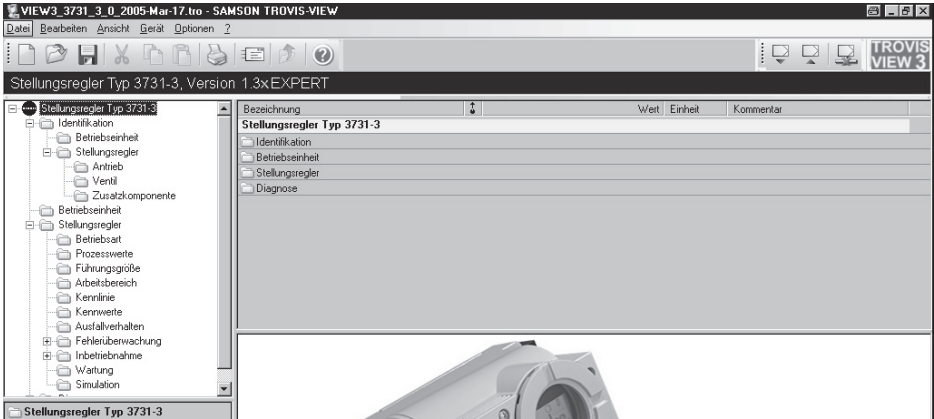 VIEW3_3731_3_0_2005-Mar-17.tro - SAMSON TROVIS-VIEW
Datei Bearbeiten Ansicht Gerät Optionen ?
TROVIS
VIEW 3
Stellungsregler Typ 3731-3, Version 1.3x EXPERT
Stellungsregler Typ 3731-3
Identifikation
Betriebseinheit
Stellungsregler
Antrieb
Ventil
Zusatzkomponente
Betriebseinheit
Stellungsregler
Betriebsart
Prozesswerte
Führungsgröße
Arbeitsbereich
Kennlinie
Kennwerte
Ausfallverhalten
Fehlerüberwachung
Inbetriebnahme
Wartung
Simulation
Stellungsregler Typ 3731-3
Bezeichnung Wert Einheit Kommentar
Stellungsregler Typ 3731-3
Identifikation
Betriebseinheit
Stellungsregler
Diagnose